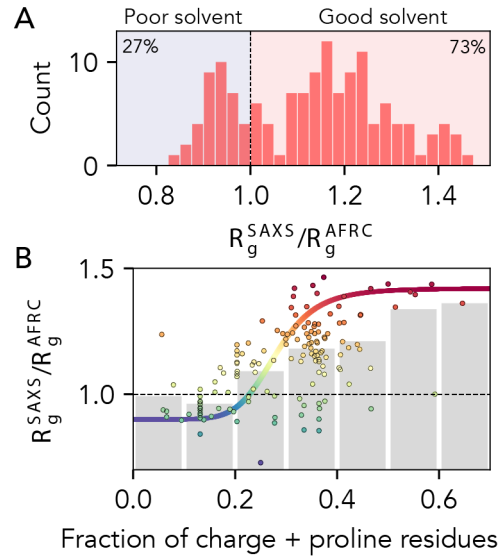 A
Poor solvent Good solvent
27% 73%
10
0
Count
0.8 1.0 1.2 1.4
R_g^SAXS/R_g^AFRC
B
1.5
1.0
R_g^SAXS/R_g^AFRC
0.0 0.2 0.4 0.6
Fraction of charge + proline residues